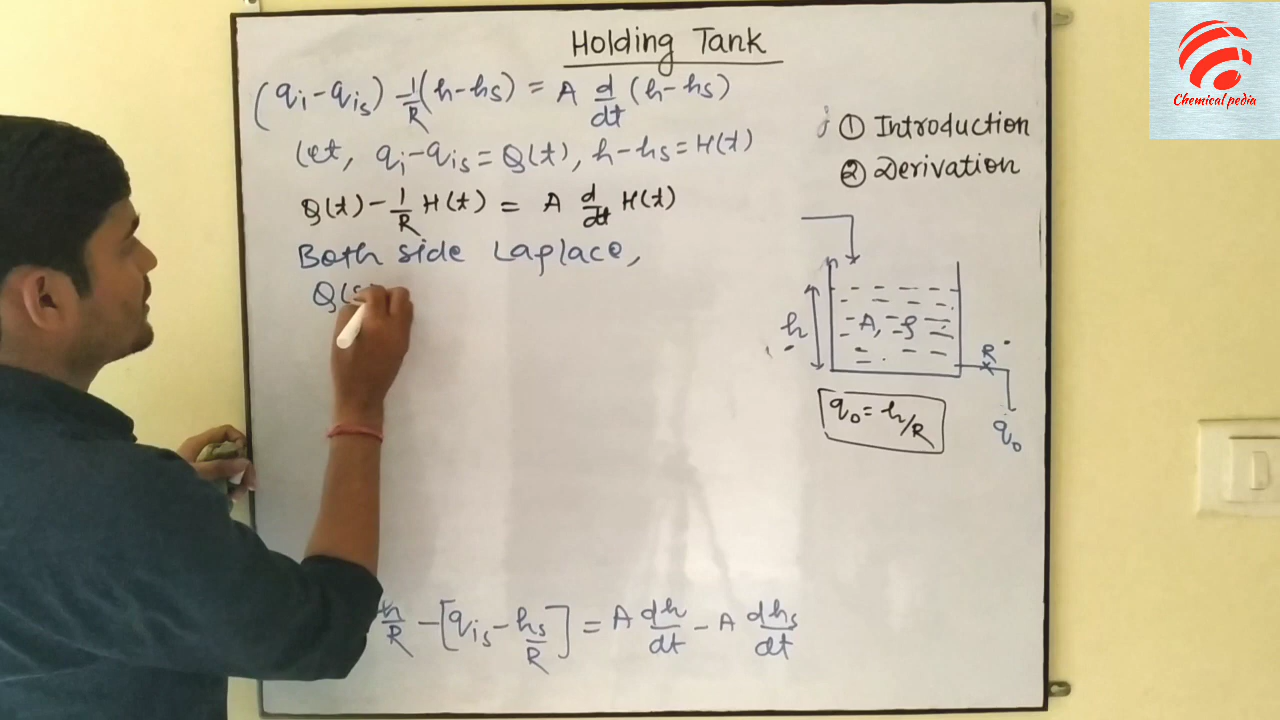 Holding Tank
(qi-qis) - 1/R (h-hs) = A d/dt (h-hs)
Let, qi-qis = Q(t), h-hs = H(t)
Q(t) - 1/R H(t) = A d/dt H(t)
Both side Laplace,
Q(s)
h/R - [qis - hs/R] = A dh/dt - A dhs/dt
① Introduction
② Derivation
h
A, ρ
R
q₀ = h/R
q₀
Chemical pedia